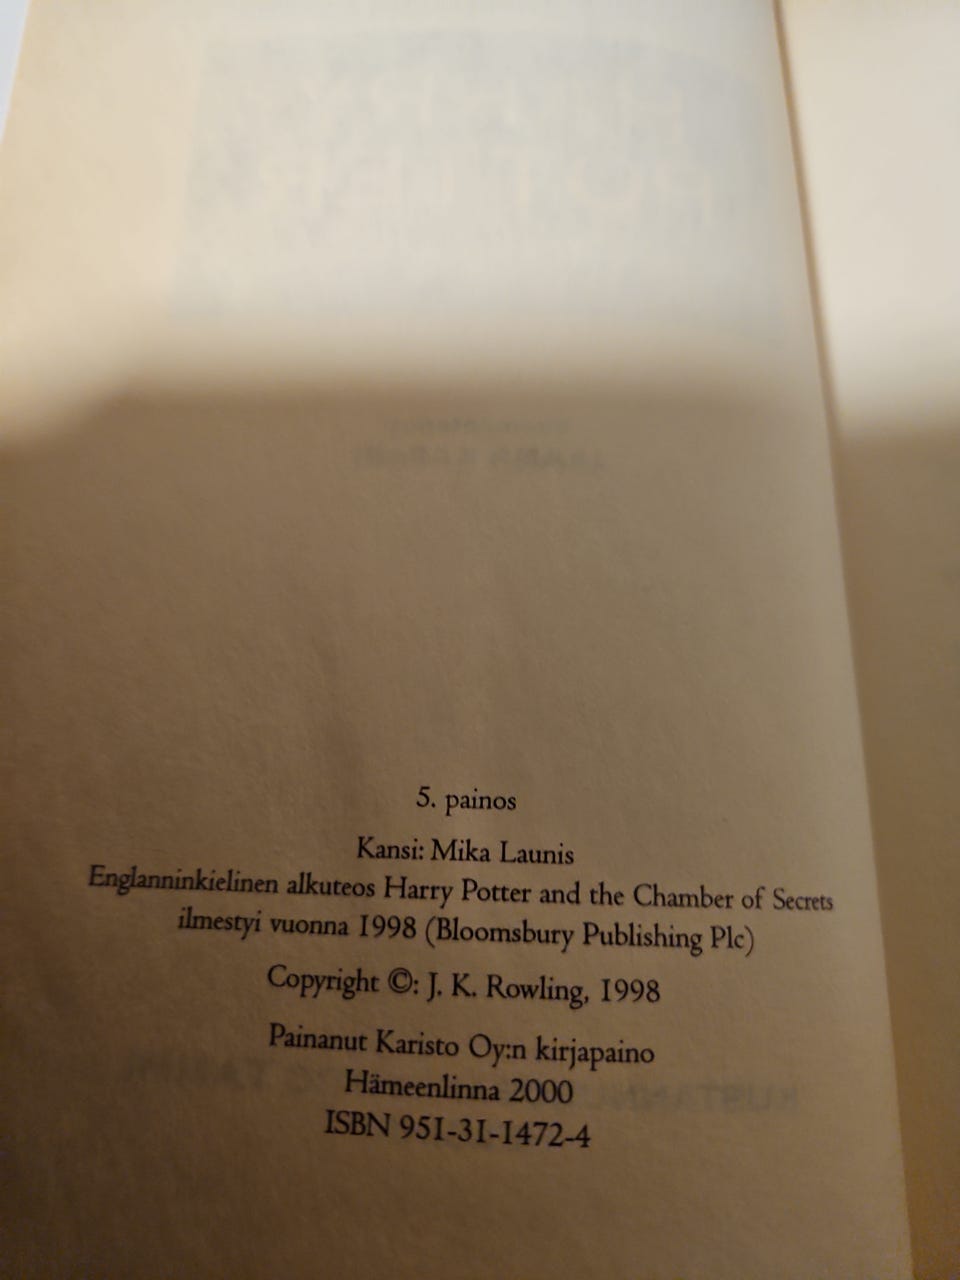 5. painos
Kansi: Mika Launis
Englanninkielinen alkuteos Harry Potter and the Chamber of Secrets
ilmestyi vuonna 1998 (Bloomsbury Publishing Plc)
Copyright ©: J. K. Rowling, 1998
Painanut Karisto Oy:n kirjapaino
Hämeenlinna 2000
ISBN 951-31-1472-4